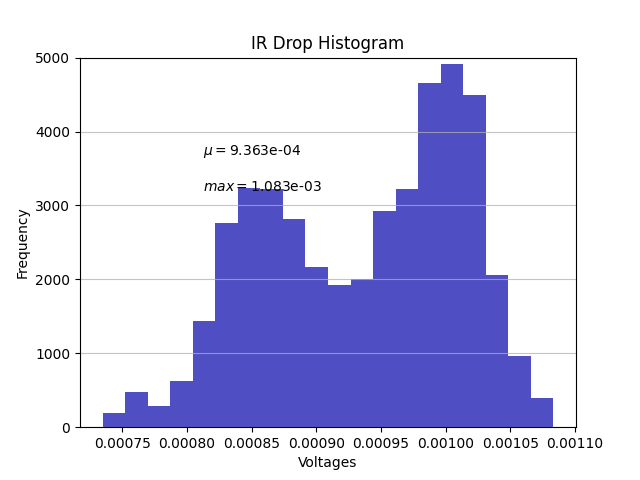 IR Drop Histogram
5000
4000
3000
2000
1000
0
Frequency
μ = 9.363e-04
max = 1.083e-03
0.00075 0.00080 0.00085 0.00090 0.00095 0.00100 0.00105 0.00110
Voltages